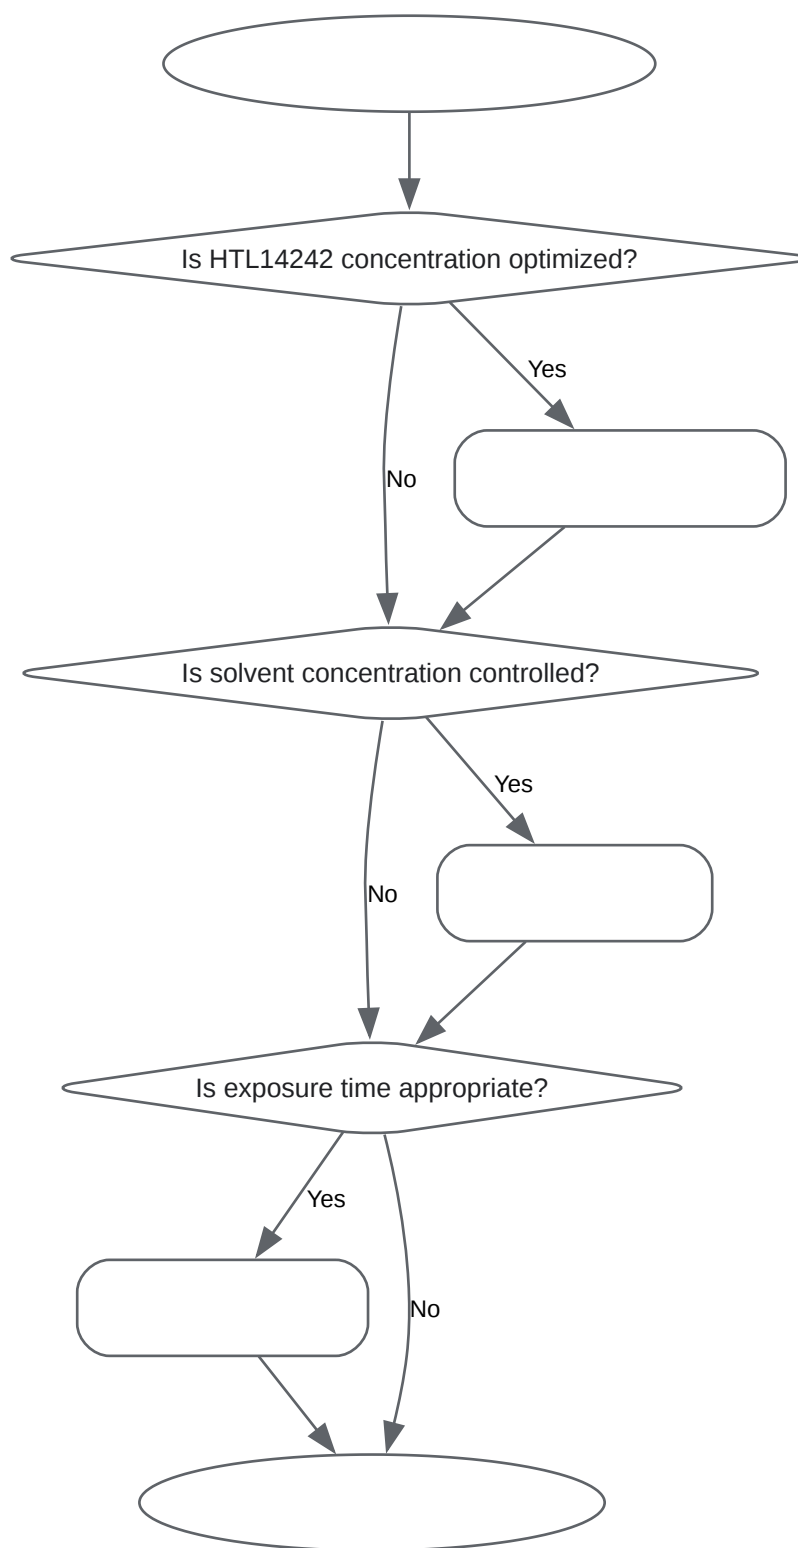 Is HTL14242 concentration optimized?
Yes
No
Is solvent concentration controlled?
Yes
No
Is exposure time appropriate?
Yes
No